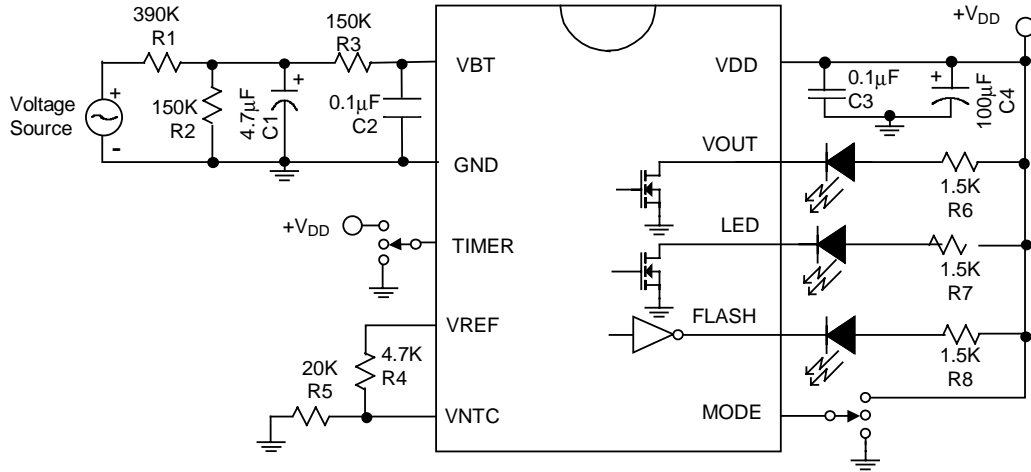 390K
R1
150K
R3
Voltage
Source
+
-
150K
R2
+
4.7μF
C1
0.1μF
C2
VBT
GND
+VDD
TIMER
VREF
4.7K
R4
20K
R5
VNTC
VDD
+VDD
0.1μF
C3
+
100μF
C4
VOUT
1.5K
R6
LED
1.5K
R7
FLASH
1.5K
R8
MODE